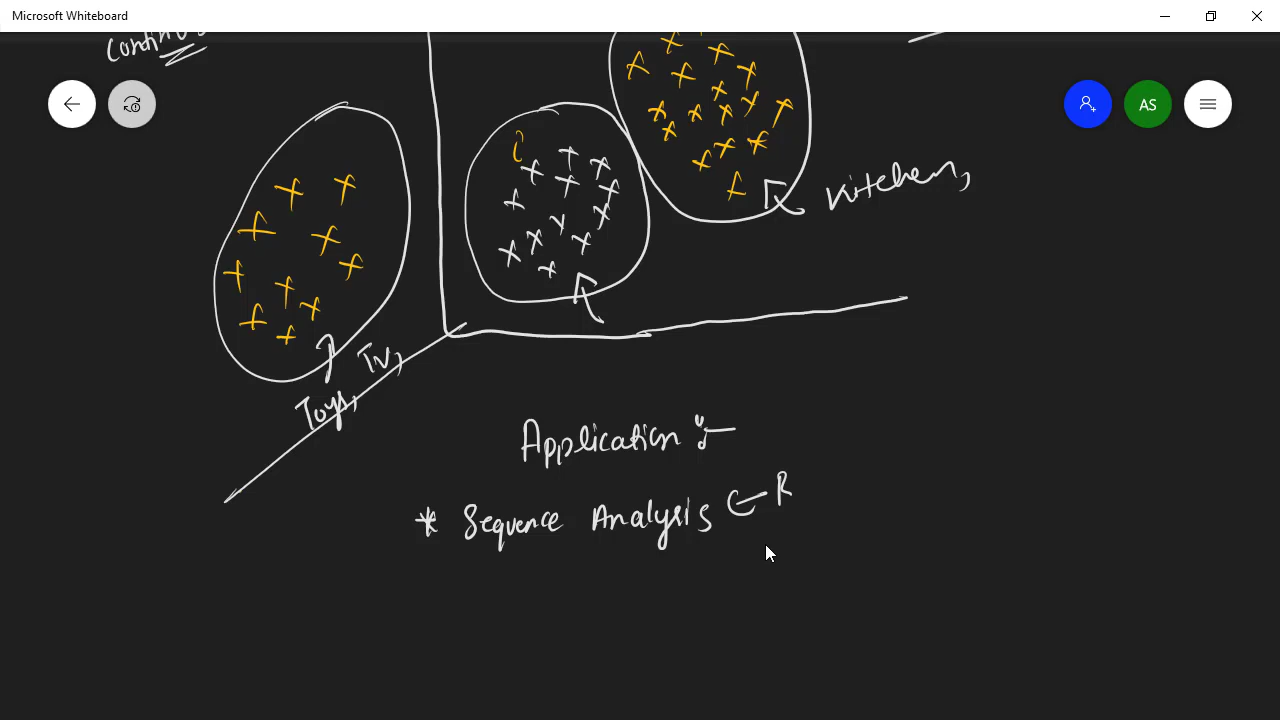 Microsoft Whiteboard
AS
Kitchen,
Tv,
Toys,
Application :-
* Sequence Analysis
R